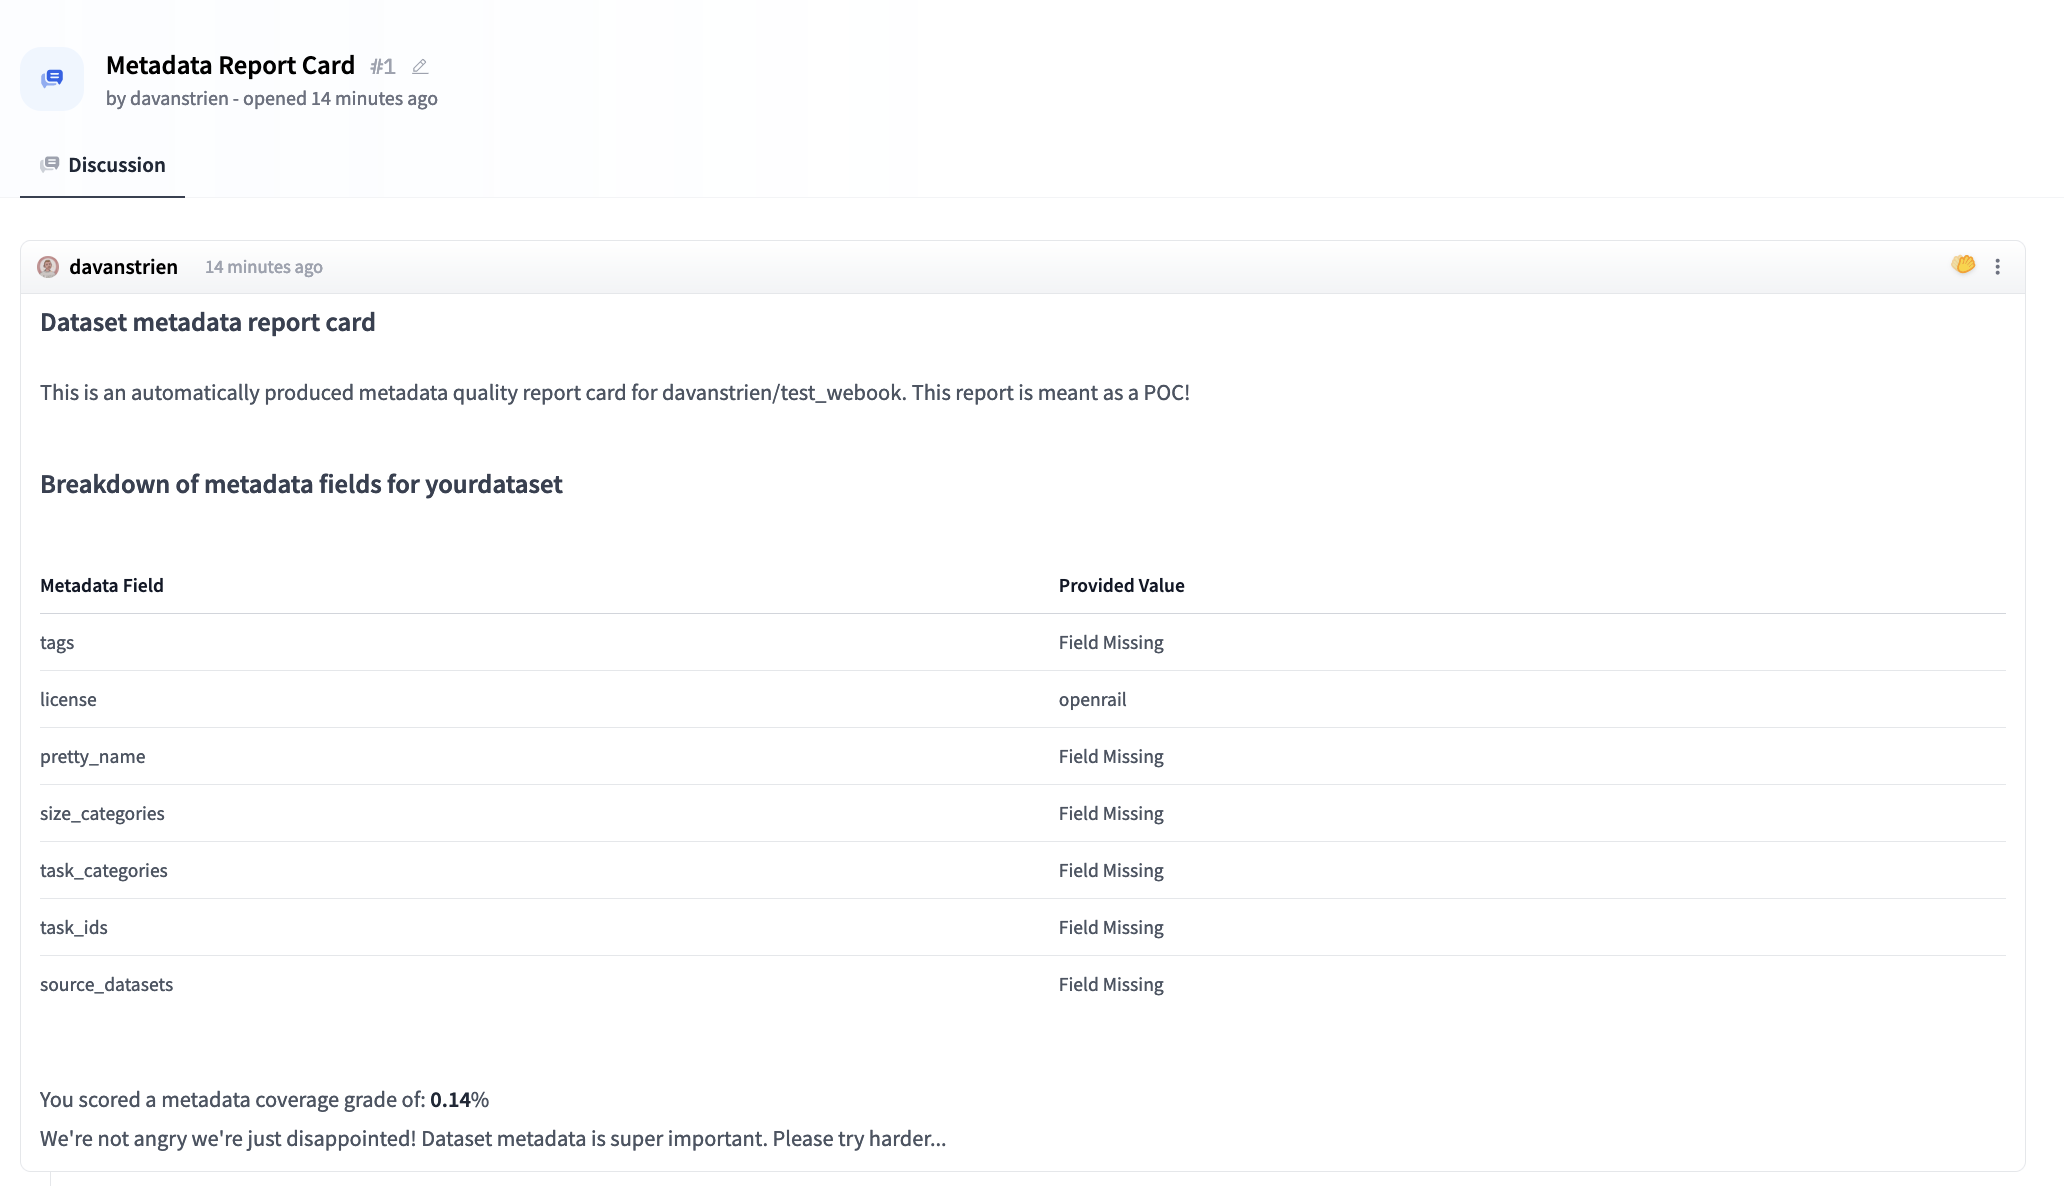 Metadata Report Card #1
by davanstrien - opened 14 minutes ago
Discussion
davanstrien 14 minutes ago
Dataset metadata report card
This is an automatically produced metadata quality report card for davanstrien/test_webook. This report is meant as a POC!
Breakdown of metadata fields for yourdataset
Metadata Field Provided Value
tags Field Missing
license openrail
pretty_name Field Missing
size_categories Field Missing
task_categories Field Missing
task_ids Field Missing
source_datasets Field Missing
You scored a metadata coverage grade of: 0.14%
We're not angry we're just disappointed! Dataset metadata is super important. Please try harder...